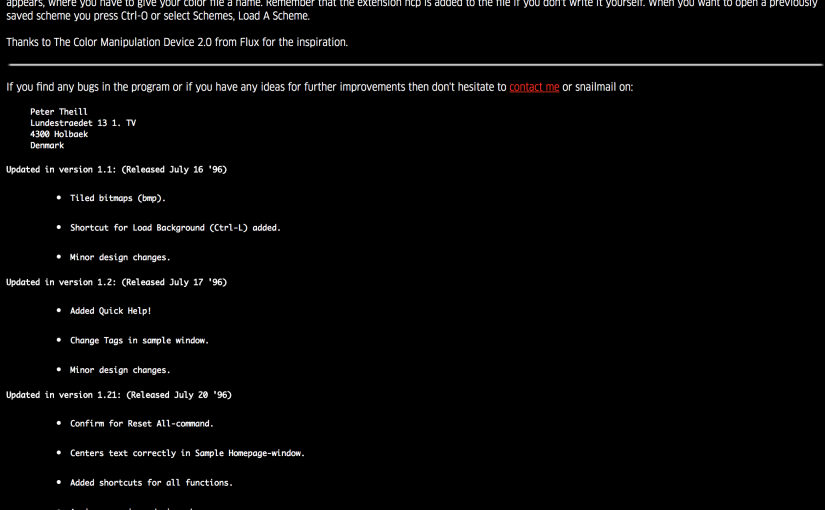 appears, where you have to give your color file a name. Remember that the extension hcp is added to the file if you don't write it yourself. When you want to open a previously
saved scheme you press Ctrl-O or select Schemes, Load A Scheme.
Thanks to The Color Manipulation Device 2.0 from Flux for the inspiration.
If you find any bugs in the program or if you have any ideas for further improvements then don't hesitate to contact me or snailmail on:
Peter Theill
Lundestraedet 13 1. TV
4300 Holbaek
Denmark
Updated in version 1.1: (Released July 16 '96)
• Tiled bitmaps (bmp).
• Shortcut for Load Background (Ctrl-L) added.
• Minor design changes.
Updated in version 1.2: (Released July 17 '96)
• Added Quick Help!
• Change Tags in sample window.
• Minor design changes.
Updated in version 1.21: (Released July 20 '96)
• Confirm for Reset All-command.
• Centers text correctly in Sample Homepage-window.
• Added shortcuts for all functions.